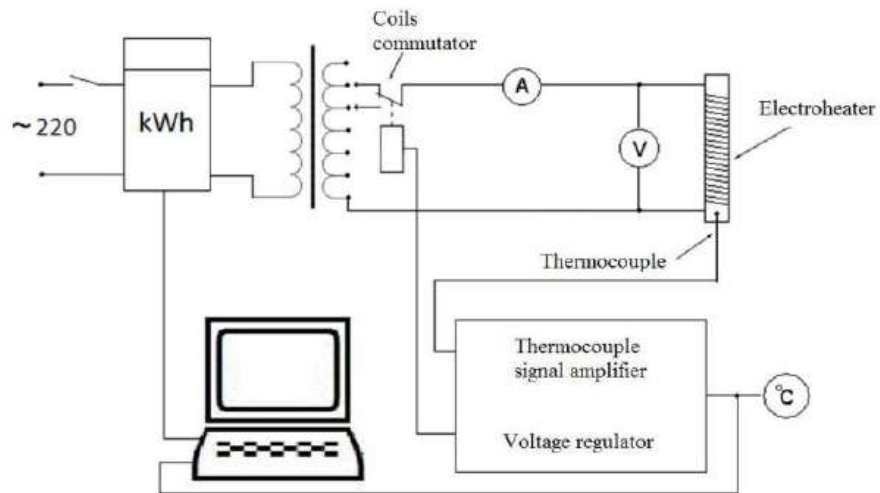 Coils
commutator
A
~ 220
kWh
V
Electroheater
Thermocouple
Thermocouple
signal amplifier
°C
Voltage regulator